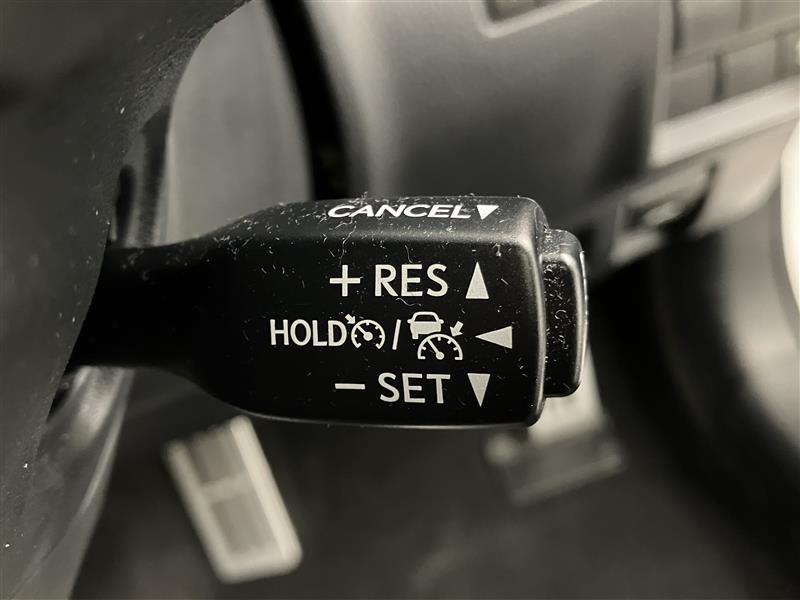 CANCEL▼
+ RES ▲
HOLD / ◀
− SET ▼